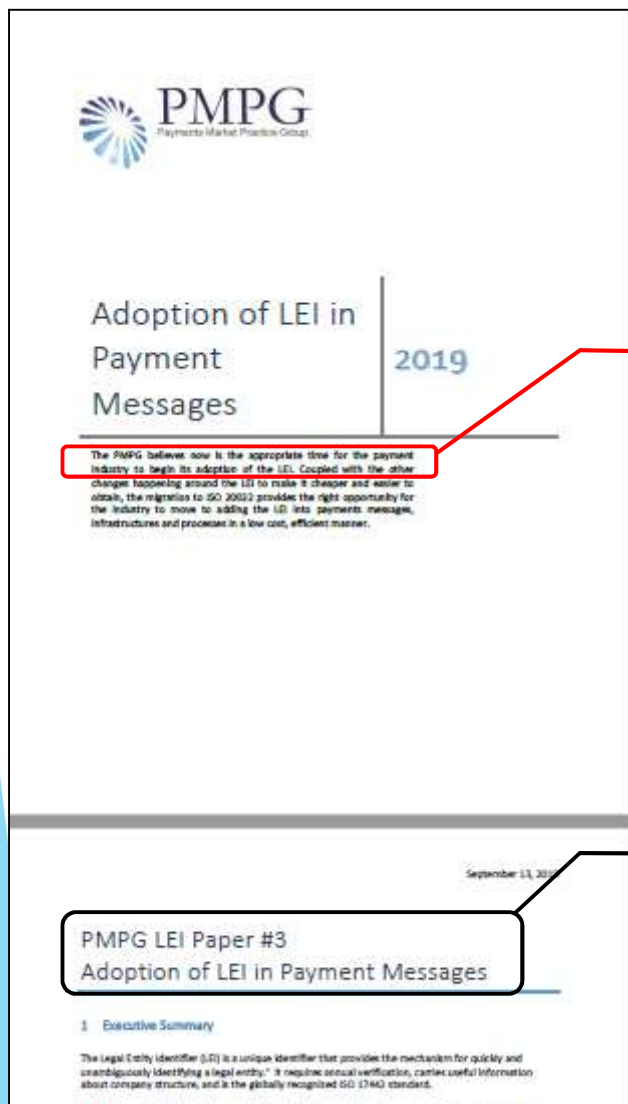 PMPG
Payments Market Practice Group
Adoption of LEI in
Payment
Messages
2019
The PMPG believes now is the appropriate time for the payment
industry to begin its adoption of the LEI. Coupled with the other
changes happening around the LEI to make it cheaper and easier to
obtain, the migration to ISO 20022 provides the right opportunity for
the industry to move to adding the LEI into payments messages,
infrastructures and processes in a low cost, efficient manner.
September 13,
PMPG LEI Paper #3
Adoption of LEI in Payment Messages
1 Executive Summary
The Legal Entity Identifier (LEI) is a unique identifier that provides the mechanism for quickly and
unambiguously identifying a legal entity. It requires annual verification, carries useful information
about company structure, and is the globally recognized ISO 17442 standard.